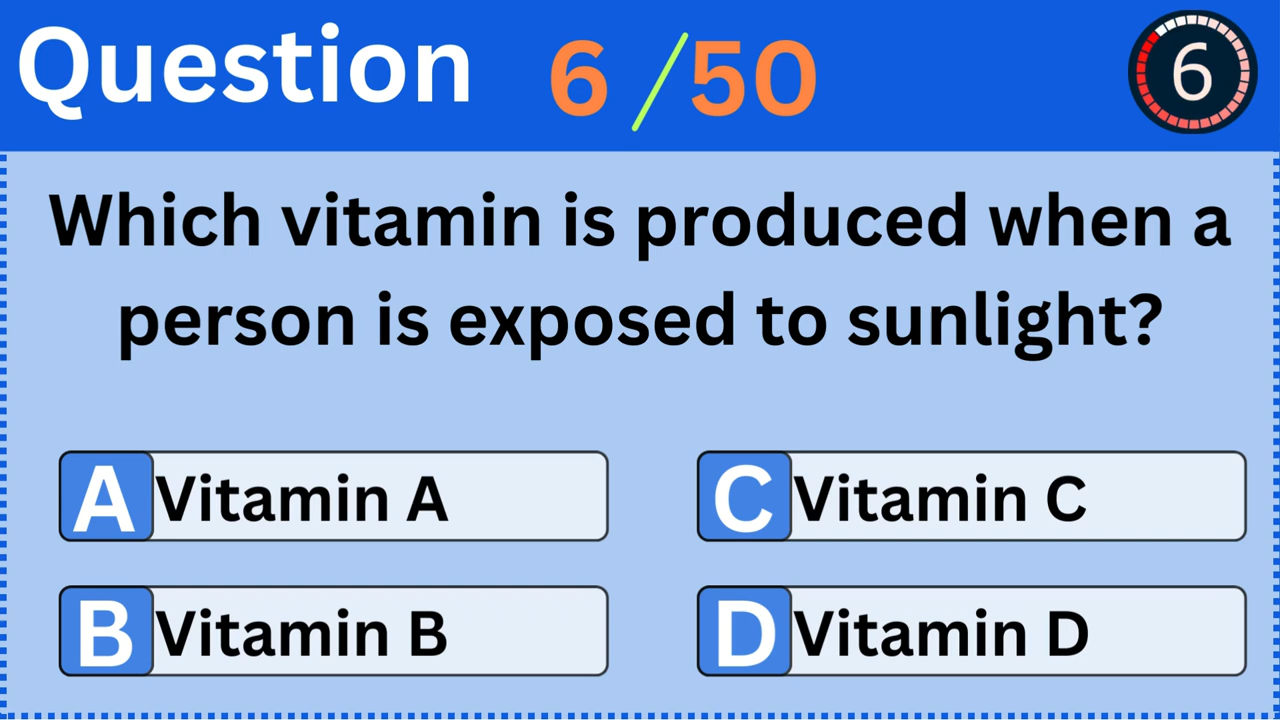 Question 6/50 6
Which vitamin is produced when a
person is exposed to sunlight?
A Vitamin A
B Vitamin B
C Vitamin C
D Vitamin D